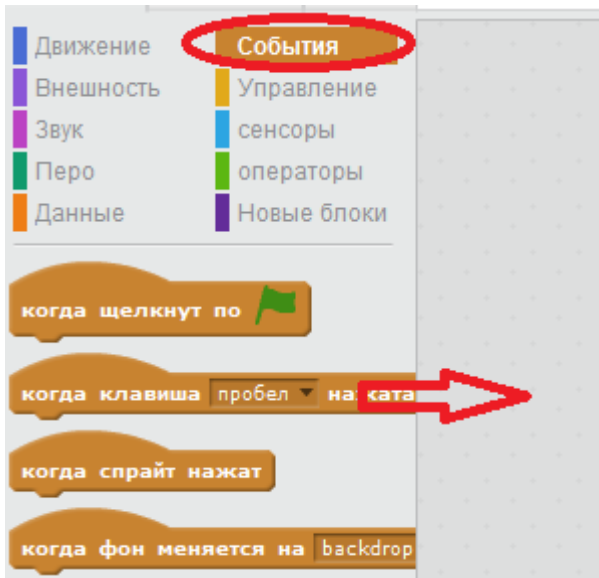 Движение События
Внешность Управление
Звук сенсоры
Перо операторы
Данные Новые блоки
когда щелкнут по
когда клавиша пробел нажата
когда спрайт нажат
когда фон меняется на backdrop